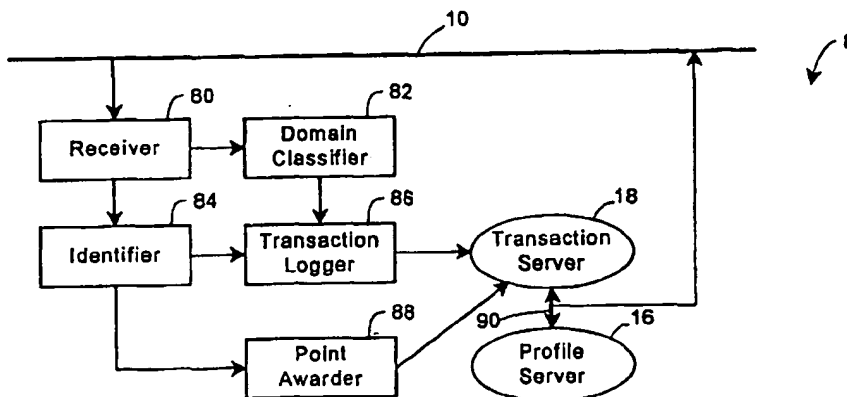 10
8
80
82
Receiver
Domain
Classifier
84
86
18
Identifier
Transaction
Logger
Transaction
Server
88
90
16
Point
Awarder
Profile
Server